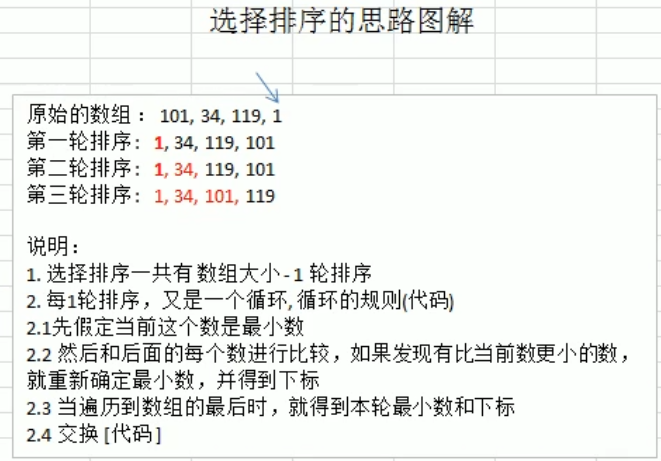 选择排序的思路图解
原始的数组 : 101, 34, 119, 1
第一轮排序: 1, 34, 119, 101
第二轮排序: 1, 34, 119, 101
第三轮排序: 1, 34, 101, 119
说明:
1. 选择排序一共有 数组大小 - 1 轮排序
2. 每1轮排序，又是一个循环, 循环的规则(代码)
2.1先假定当前这个数是最小数
2.2 然后和后面的每个数进行比较，如果发现有比当前数更小的数，
就重新确定最小数，并得到下标
2.3 当遍历到数组的最后时，就得到本轮最小数和下标
2.4 交换 [代码]